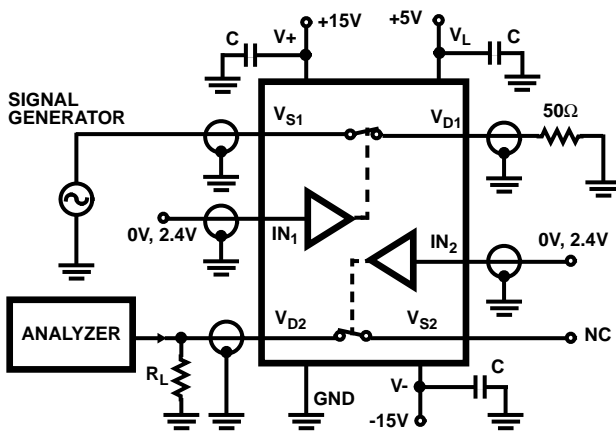 +15V
+5V
C
V+
VL
C
SIGNAL
GENERATOR
VS1
VD1
50Ω
0V, 2.4V
IN1
IN2
0V, 2.4V
ANALYZER
VD2
VS2
NC
RL
GND
V-
C
-15V